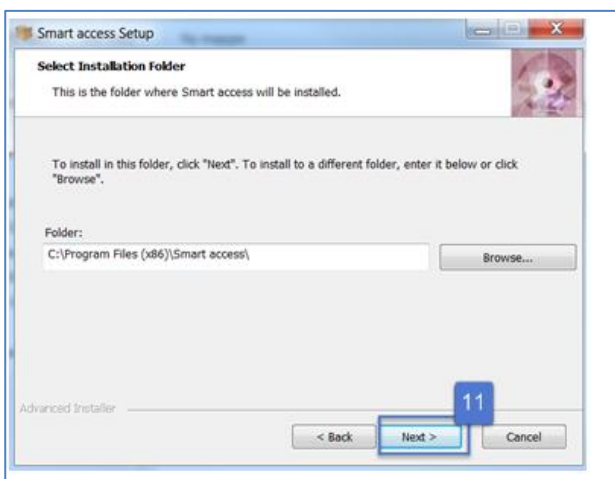 Smart access Setup
Select Installation Folder
This is the folder where Smart access will be installed.
To install in this folder, click "Next". To install to a different folder, enter it below or click
"Browse".
Folder:
C:\Program Files (x86)\Smart access\
Browse...
Advanced Installer
11
< Back
Next >
Cancel